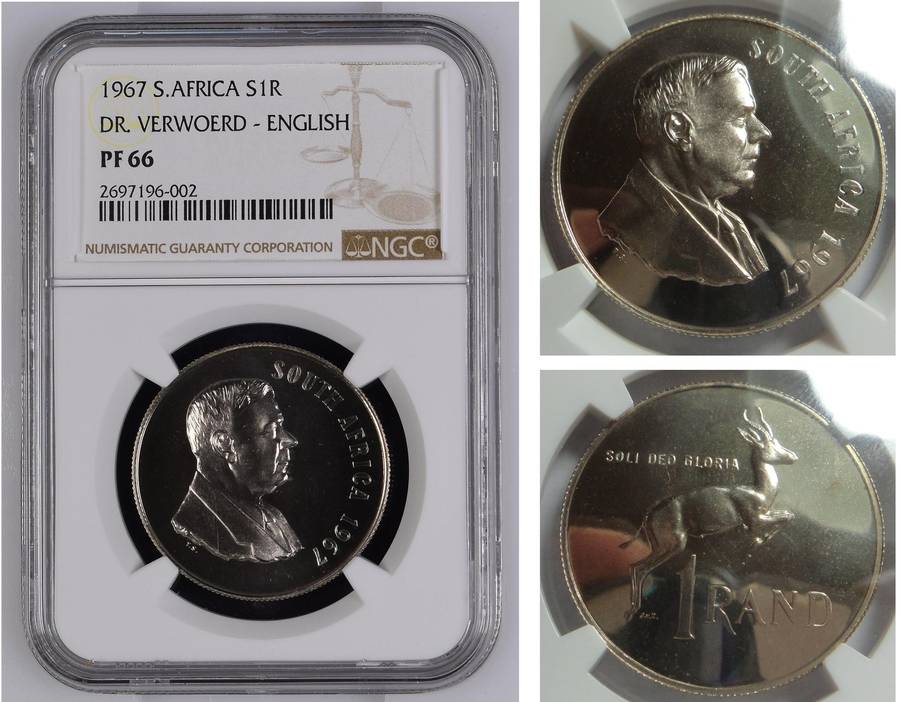 1967 S.AFRICA S1R
DR. VERWOERD - ENGLISH
PF 66
2697196-002
NUMISMATIC GUARANTY CORPORATION
NGC®
SOUTH AFRICA 1967
SOUTH AFRICA 1967
SOLI DEO GLORIA
1 RAND